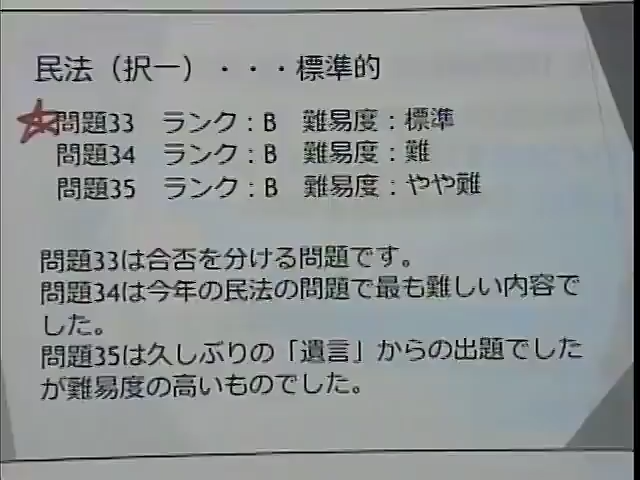 民法（択一）・・・標準的
問題33　ランク：B　難易度：標準
問題34　ランク：B　難易度：難
問題35　ランク：B　難易度：やや難
問題33は合否を分ける問題です。
問題34は今年の民法の問題で最も難しい内容で
した。
問題35は久しぶりの「遺言」からの出題でした
が難易度の高いものでした。